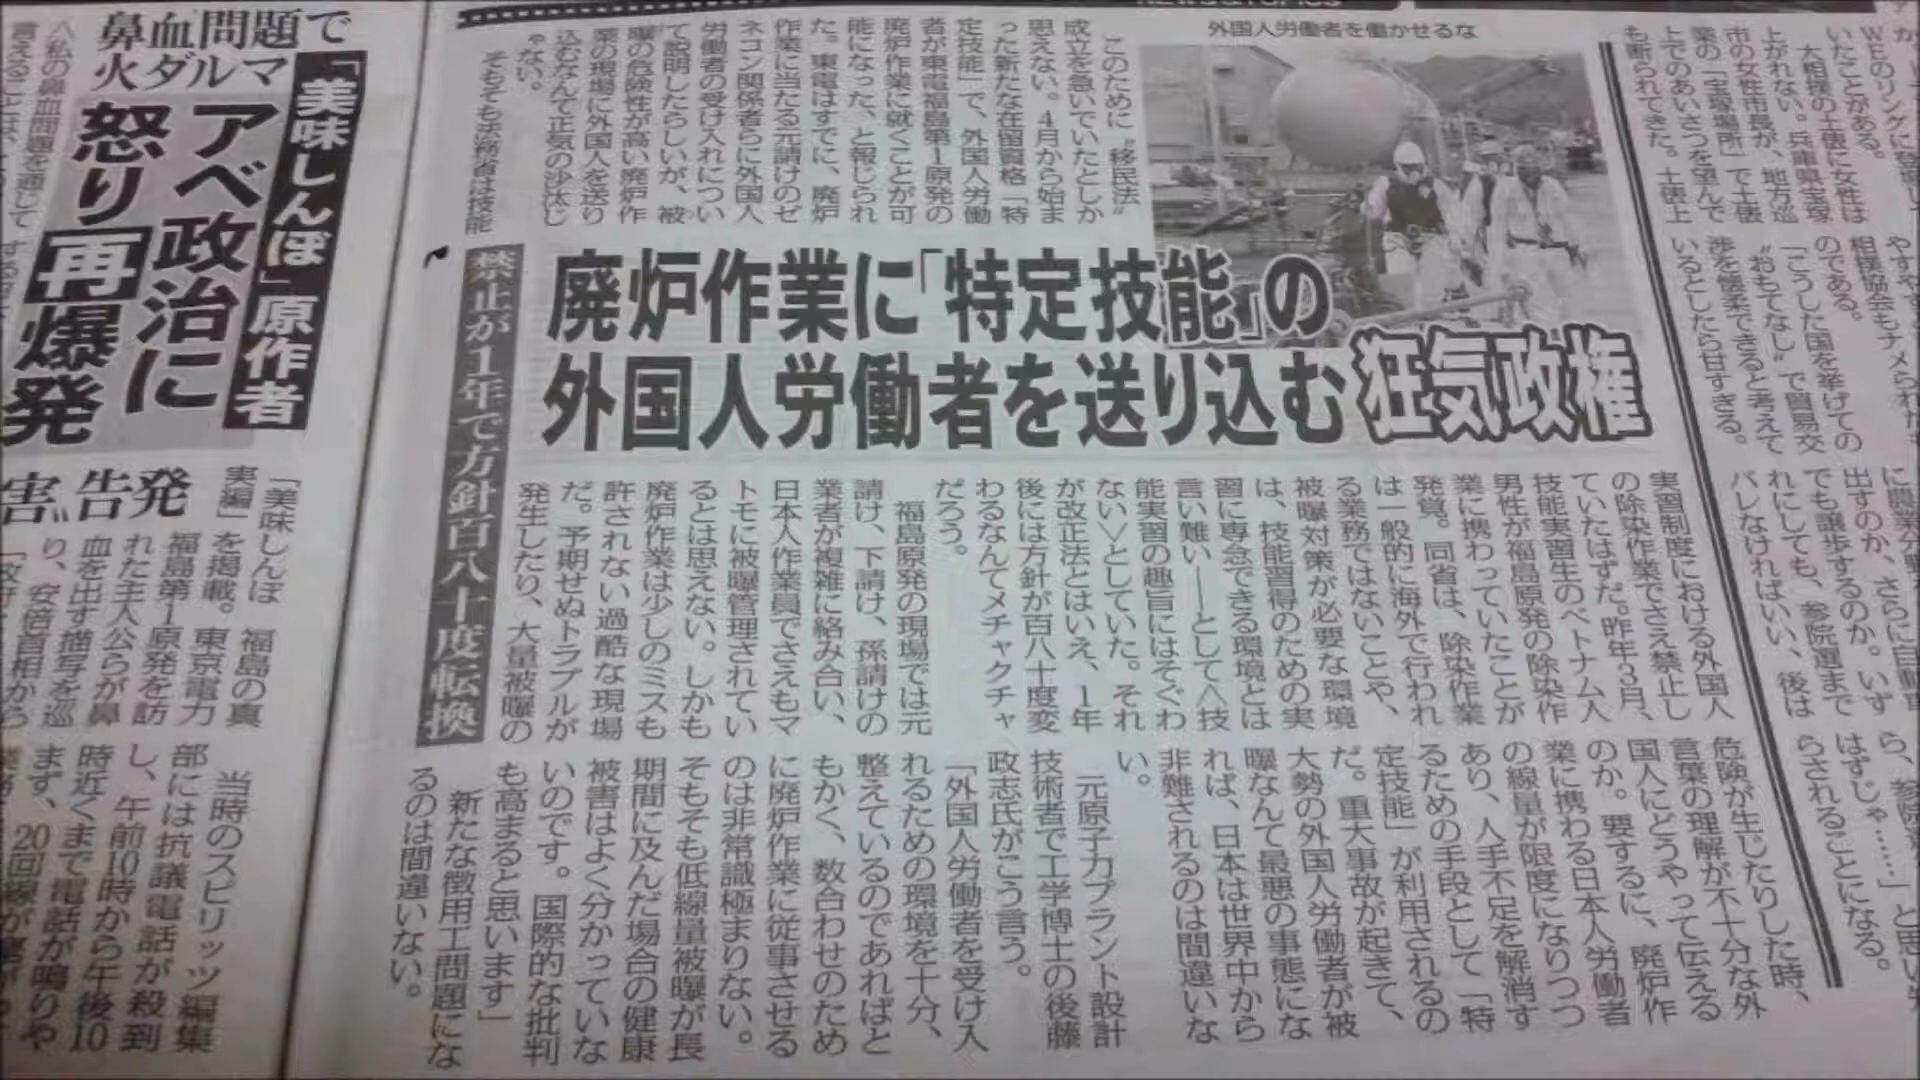 外国人労働者を働かせるな
廃炉作業に「特定技能」の
外国人労働者を送り込む狂気政権
禁止が1年で方針百八十度転換
このために〝移民法〟
成立を急いでいたとしか
思えない。4月から始ま
った新たな在留資格「特
定技能」で、外国人労働
者が東電福島第1原発の
廃炉作業に就くことが可
能になった、と報じられ
た。東電はすでに、廃炉
作業に当たる元請けのゼ
ネコン関係者らに外国人
労働者の受け入れについ
て説明したらしいが、被
曝の危険性が高い廃炉作
業の現場に外国人を送り
込むなんて正気の沙汰じ
ゃない。
そもそも法務省は技能
実習制度における外国人
の除染作業でさえ禁止し
ていたはずだ。昨年3月、
技能実習生のベトナム人
男性が福島原発の除染作
業に携わっていたことが
発覚。同省は、除染作業
は一般的に海外で行われ
る業務ではないことや、
被曝対策が必要な環境
は、技能習得のための実
習に専念できる環境とは
言い難い――として〈技
能実習の趣旨にはそぐわ
ない〉としていた。それ
が改正法とはいえ、1年
後には方針が百八十度変
わるなんてメチャクチャ
だろう。
福島原発の現場では元
請け、下請け、孫請けの
業者が複雑に絡み合い、
日本人作業員でさえもマ
トモに被曝管理されてい
るとは思えない。しかも
廃炉作業は少しのミスも
許されない過酷な現場
だ。予期せぬトラブルが
発生したり、大量被曝の
危険が生じたりした時、
言葉の理解が不十分な外
国人にどうやって伝える
のか。要するに、廃炉作
業に携わる日本人労働者
の線量が限度になりつつ
あり、人手不足を解消す
るための手段として「特
定技能」が利用されるの
だ。重大事故が起きて、
大勢の外国人労働者が被
曝なんて最悪の事態にな
れば、日本は世界中から
非難されるのは間違いな
い。
元原子力プラント設計
技術者で工学博士の後藤
政志氏がこう言う。
「外国人労働者を受け入
れるための環境を十分、
整えているのであればと
もかく、数合わせのため
に廃炉作業に従事させる
のは非常識極まりない。
そもそも低線量被曝が長
期間に及んだ場合の健康
被害はよく分かっていな
いのです。国際的な批判
も高まると思います」
新たな徴用工問題にな
るのは間違いない。
鼻血問題で
火ダルマ
「美味しんぼ」原作者
アベ政治に
怒り再爆発
〈私の鼻血問題を通じて
害〟告発
「美味しんぼ
実編」を掲載。
福島の真
東京電力
福島第1原発を訪
れた主人公らが鼻
血を出す描写を巡
り、安倍首相から
当時のスピリッツ編集
部には抗議電話が殺到
し、午前10時から午後10
時近くまで電話が鳴りや
まず、20回線が
WEのリングに
いたことがある。
大相撲の土俵に女性は
上がれない。兵庫県宝塚
市の女性市長が、地方巡
業の「宝塚場所」で土俵
上でのあいさつを望んで
も断られてきた。土俵上
相撲協会もナメられた
のである。
「こうした国を挙げての
〝おもてなし〟で貿易交
渉を懐柔できると考えて
いるとしたら甘すぎる。
出すのか、さらに自動車
でも譲歩するのか。いず
れにしても、参院選まで
バレなければいい、後は
はずじゃ……」と思い
らされることになる。